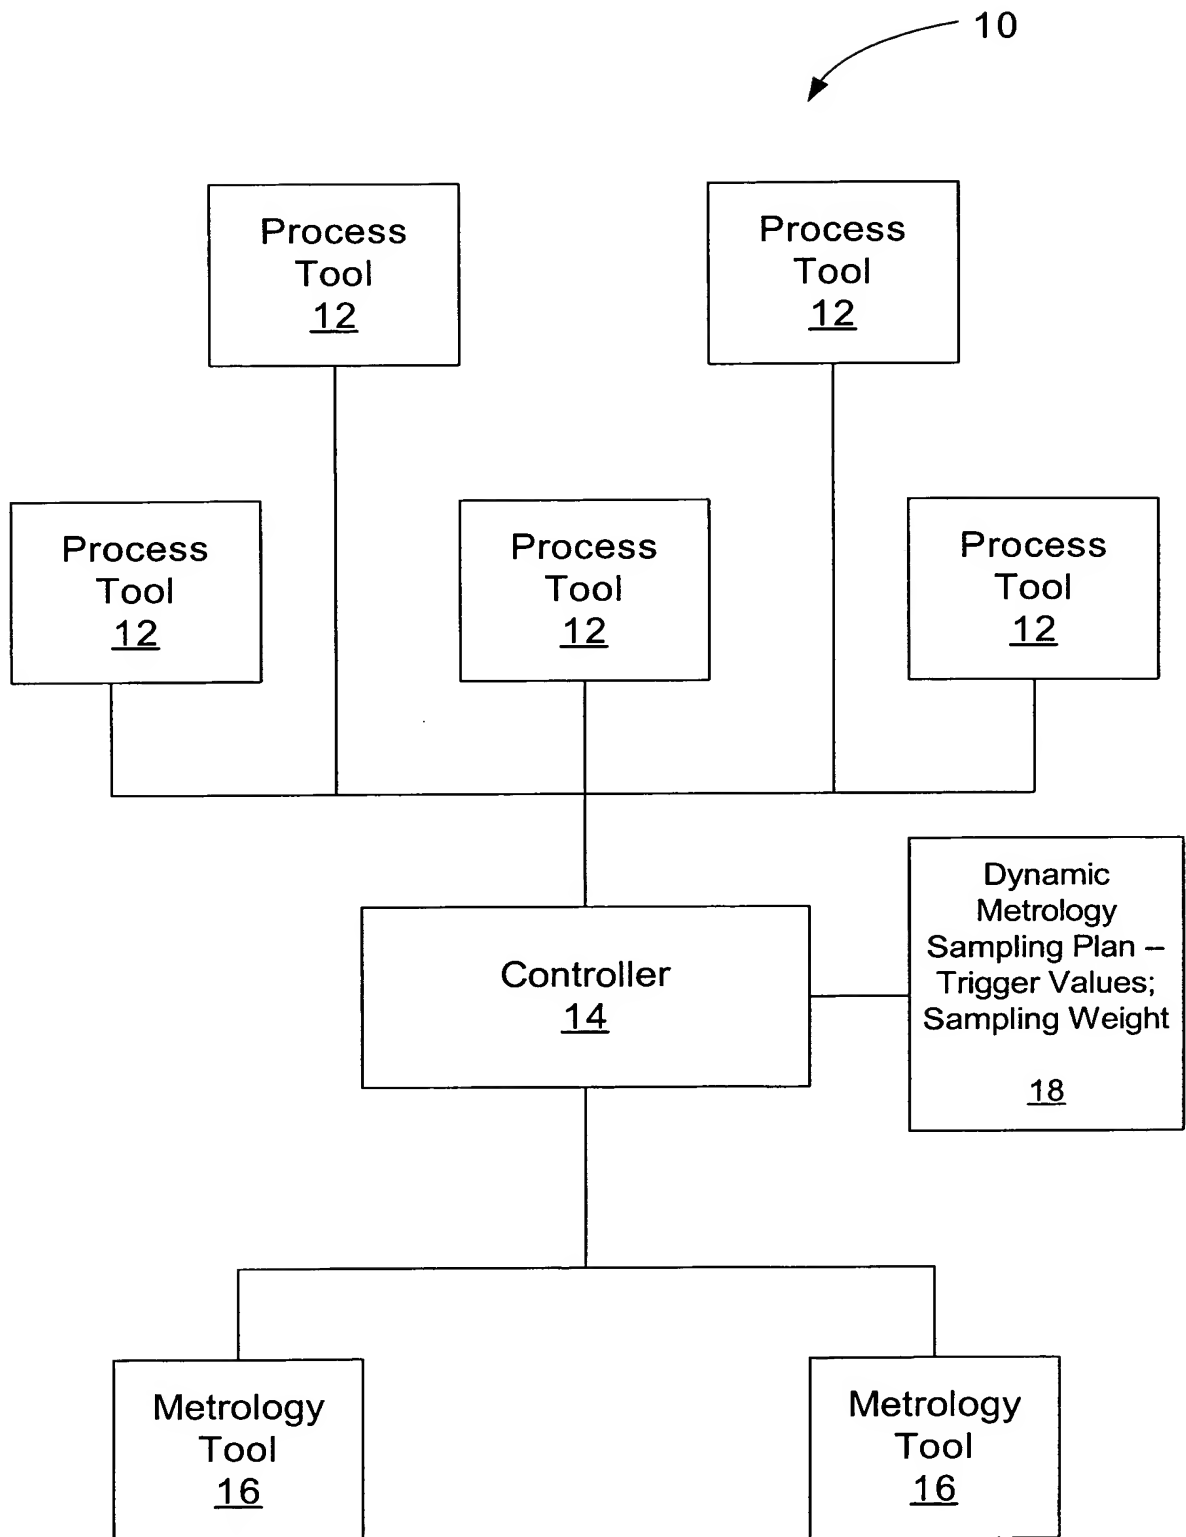 10
Process
Tool
12
Process
Tool
12
Process
Tool
12
Process
Tool
12
Process
Tool
12
Dynamic
Metrology
Sampling Plan –
Trigger Values;
Sampling Weight
18
Controller
14
Metrology
Tool
16
Metrology
Tool
16